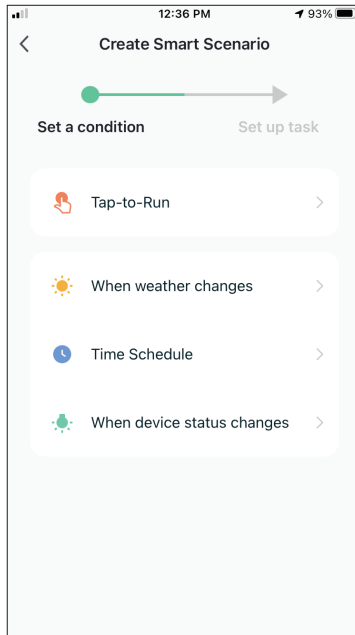 12:36 PM
93%
Create Smart Scenario
Set a condition
Set up task
Tap-to-Run
When weather changes
Time Schedule
When device status changes